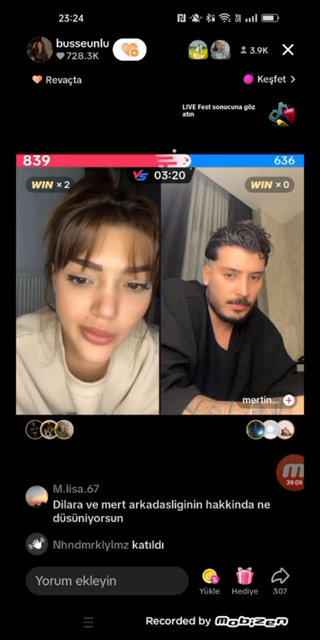 23:24
busseunlu
728.3K
3.9K
Revaçta
Keşfet
LIVE Fest sonucuna göz
atın
839
636
WIN × 2
VS 03:20
WIN × 0
mertin...
M.lisa.67
Dilara ve mert arkadasliginin hakkinda ne
düsüniyorsun
Nhndmrklylmz katıldı
39:09
Yorum ekleyin
Yükle
Hediye
307
Recorded by mobizen